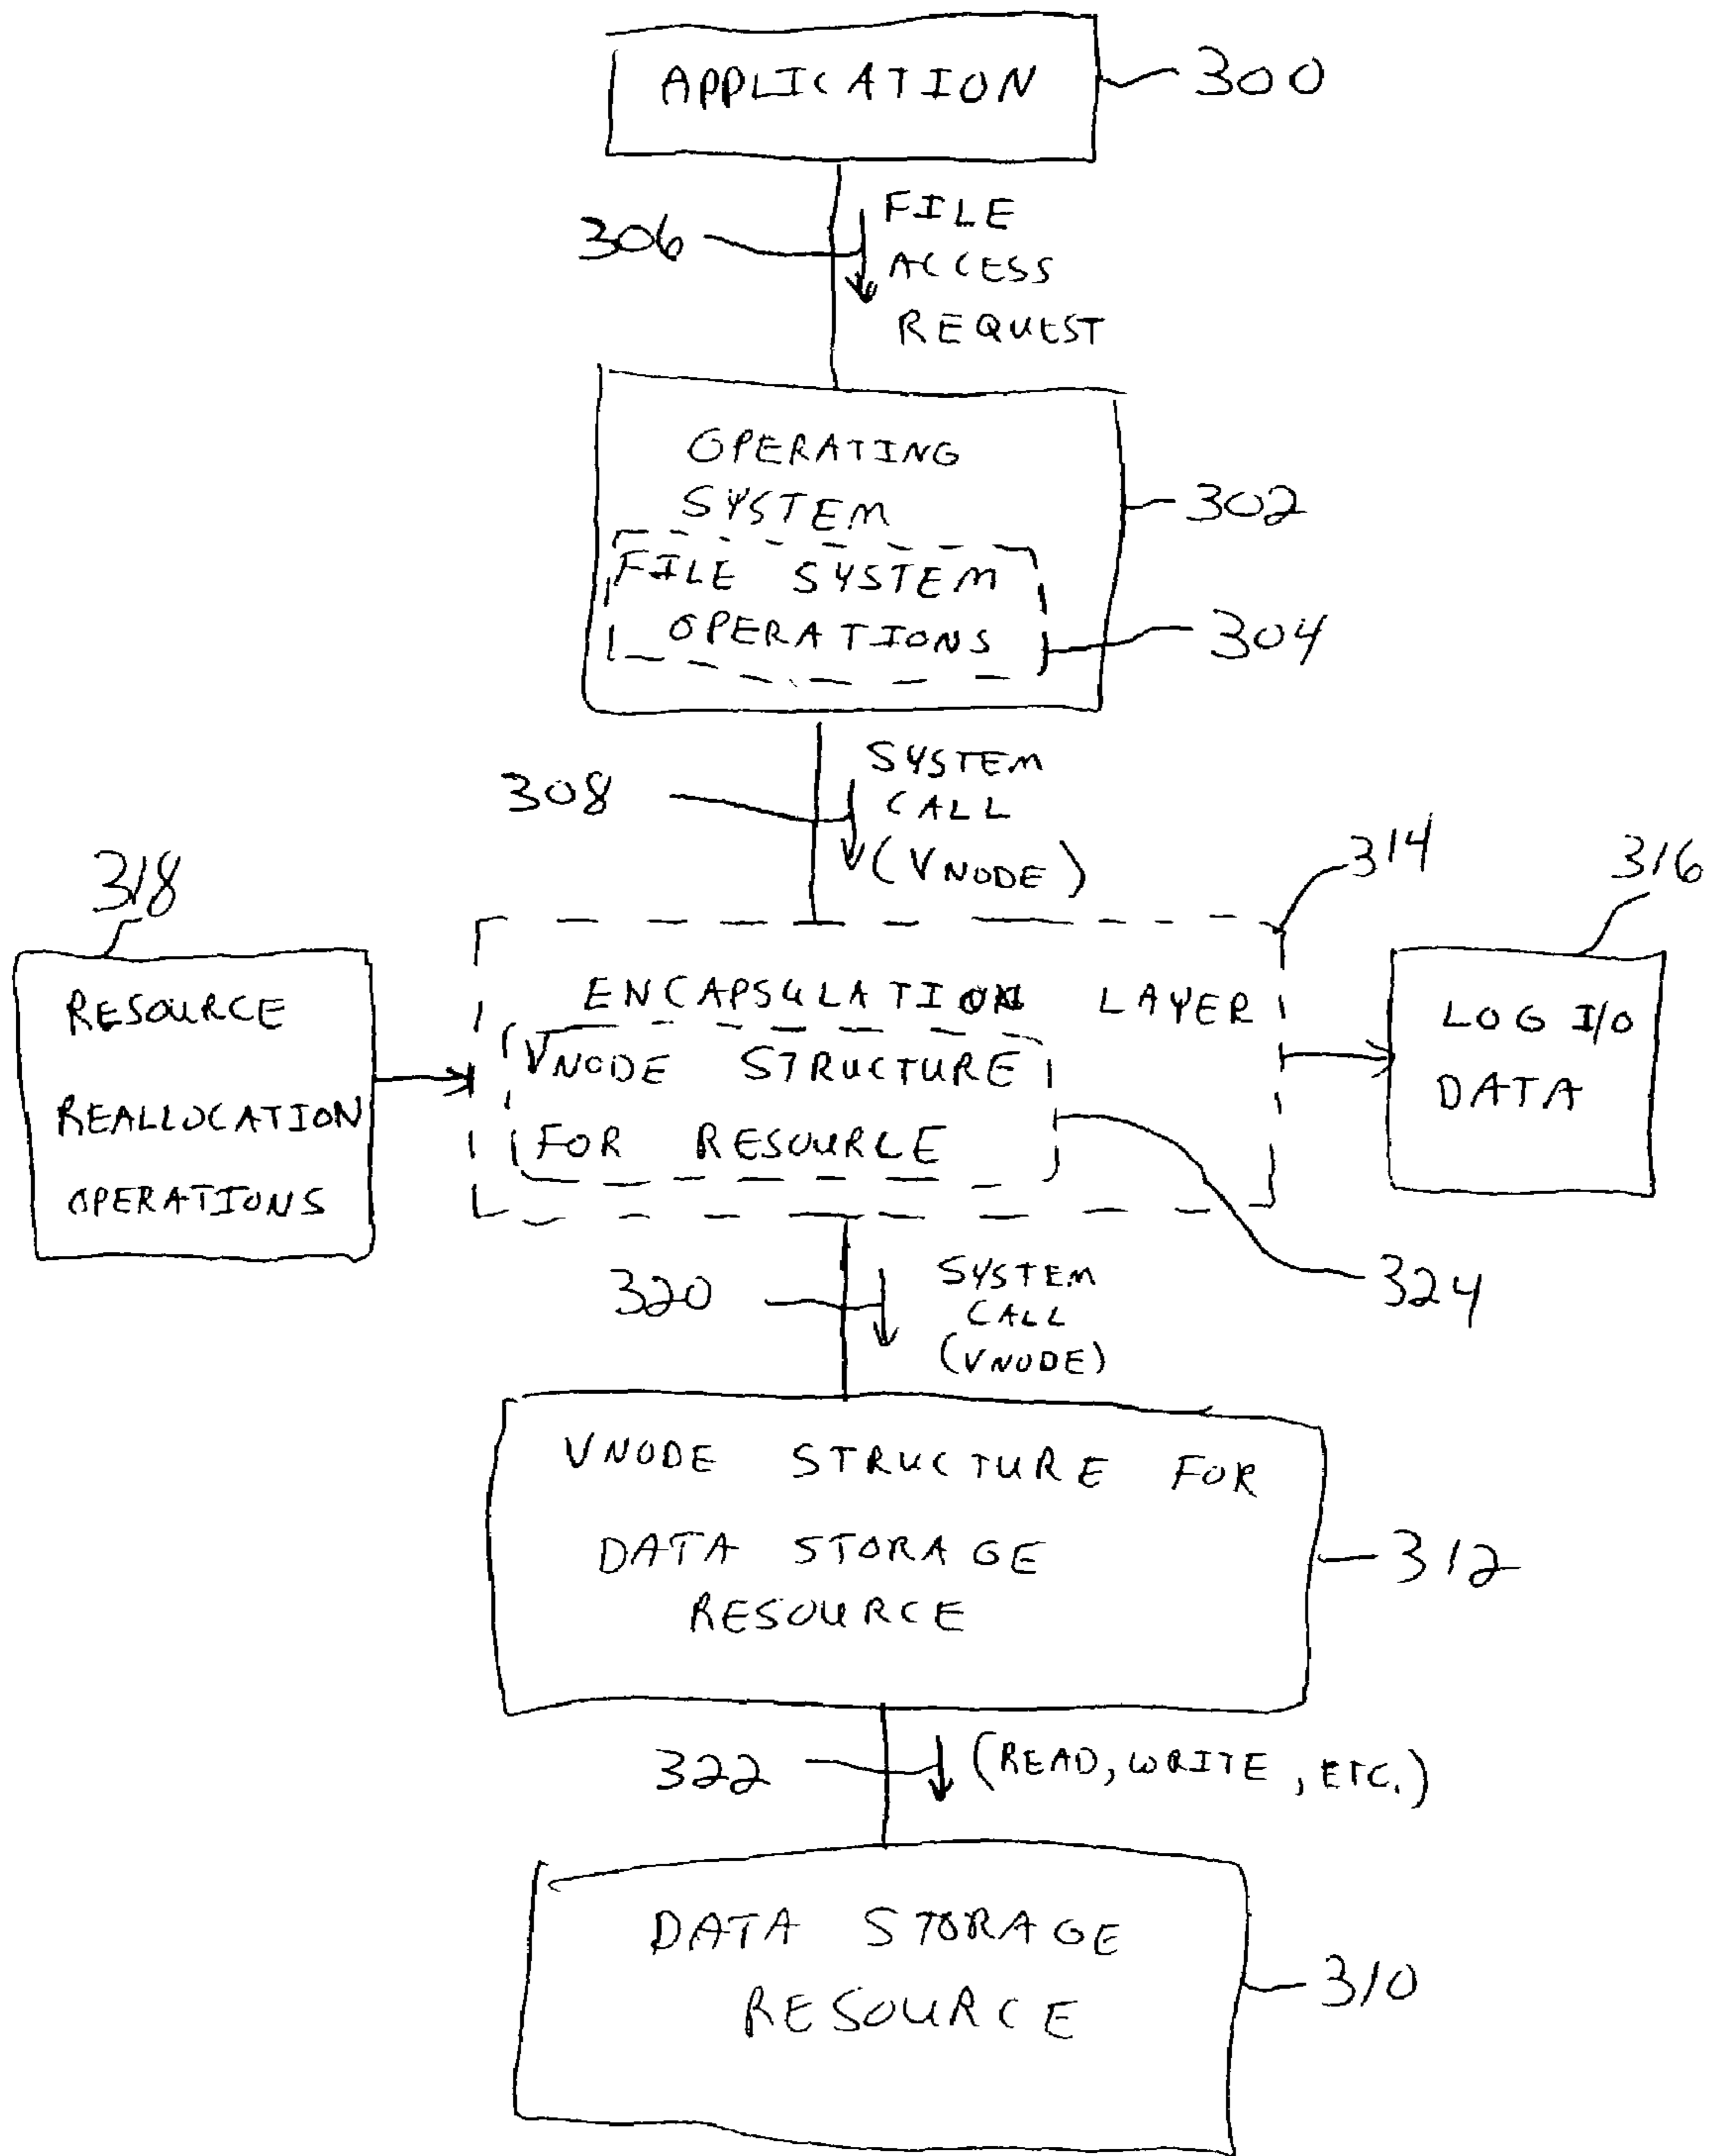 APPLICATION
300
306
FILE
ACCESS
REQUEST
OPERATING
SYSTEM
302
FILE SYSTEM
OPERATIONS
304
308
SYSTEM
CALL
(VNODE)
314
316
318
RESOURCE
REALLOCATION
OPERATIONS
ENCAPSULATION LAYER
VNODE STRUCTURE
FOR RESOURCE
LOG I/O
DATA
324
320
SYSTEM
CALL
(VNODE)
VNODE STRUCTURE FOR
DATA STORAGE
RESOURCE
312
322
(READ, WRITE, ETC.)
DATA STORAGE
RESOURCE
310